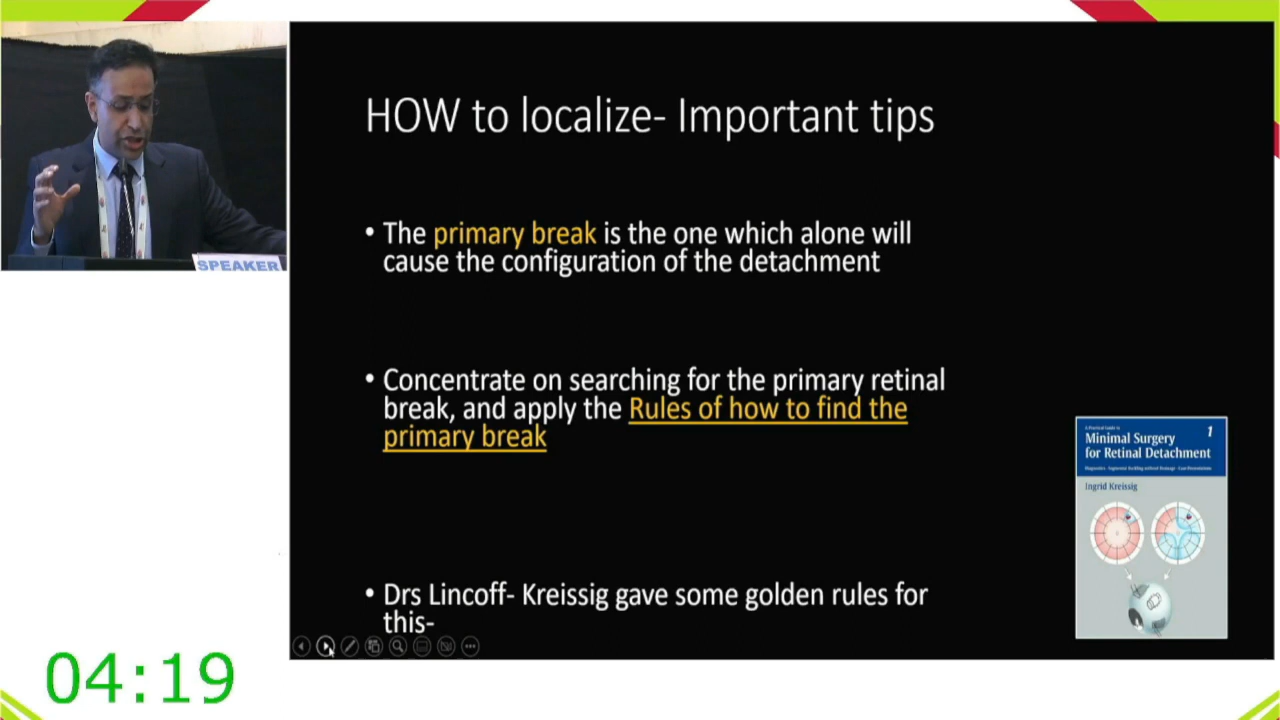 HOW to localize- Important tips
• The primary break is the one which alone will
cause the configuration of the detachment
• Concentrate on searching for the primary retinal
break, and apply the Rules of how to find the
primary break
• Drs Lincoff- Kreissig gave some golden rules for
this-
SPEAKER
A Practical Guide to
Minimal Surgery
for Retinal Detachment
1
Ingrid Kreissig
04:19